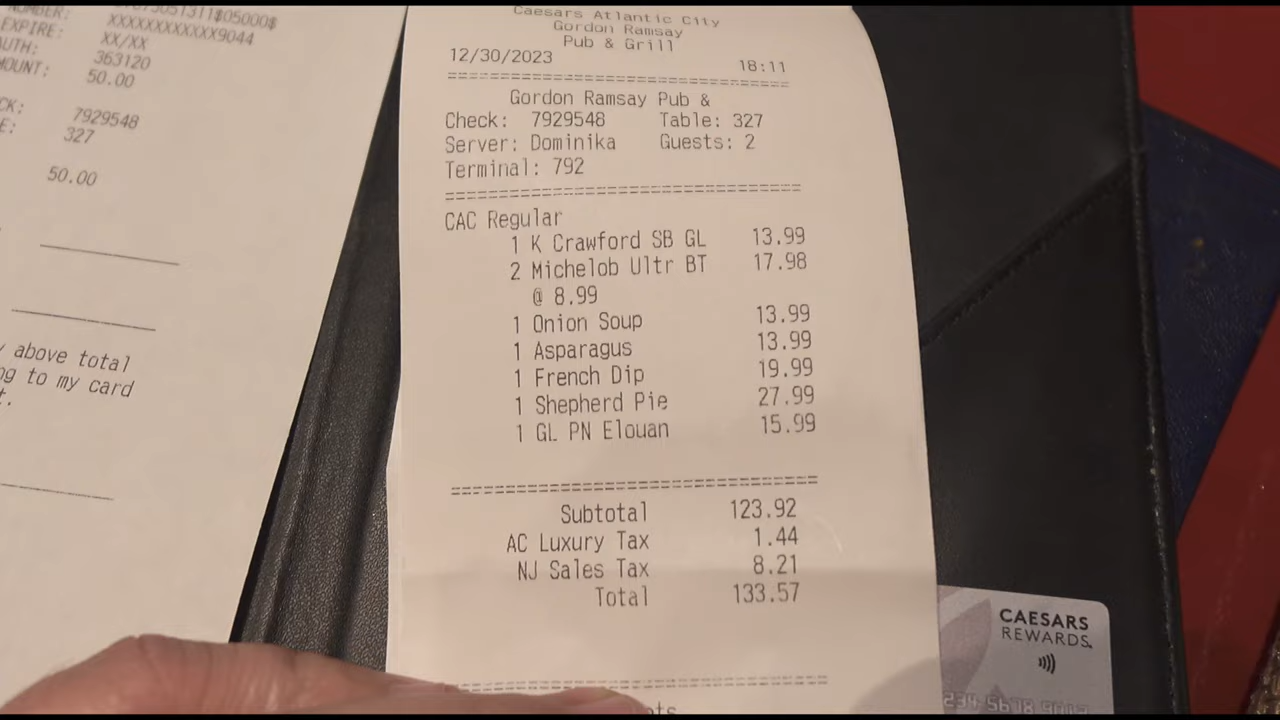 NUMBER:
XXXXXXXXXXXX9044
EXPIRE:
XX/XX
AUTH:
363120
MOUNT:
50.00
CK:
7929548
E:
327
50.00
y above total
ng to my card
t.
Caesars Atlantic City
Gordon Ramsay
Pub & Grill
12/30/2023 18:11
Gordon Ramsay Pub &
Check: 7929548 Table: 327
Server: Dominika Guests: 2
Terminal: 792
CAC Regular
1 K Crawford SB GL 13.99
2 Michelob Ultr BT 17.98
@ 8.99
1 Onion Soup 13.99
1 Asparagus 13.99
1 French Dip 19.99
1 Shepherd Pie 27.99
1 GL PN Elouan 15.99
Subtotal 123.92
AC Luxury Tax 1.44
NJ Sales Tax 8.21
Total 133.57
CAESARS
REWARDS